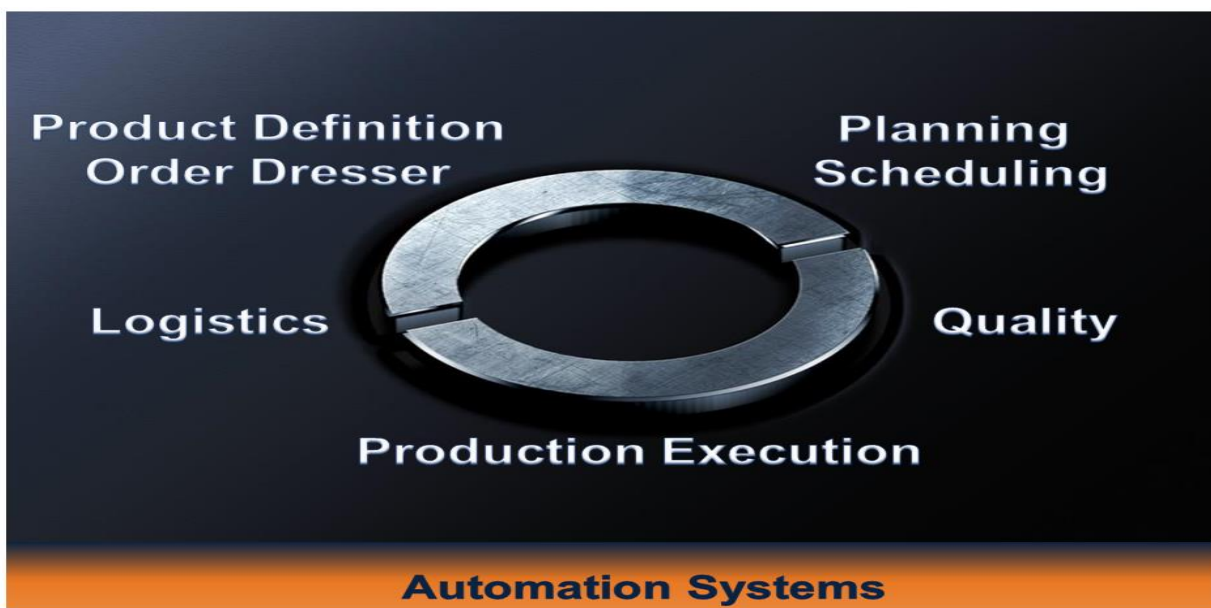 Product Definition
Order Dresser
Planning
Scheduling
Logistics
Quality
Production Execution
Automation Systems